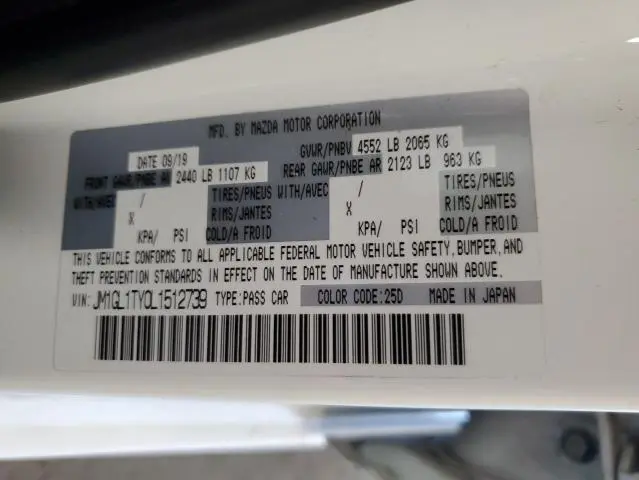 MFD. BY MAZDA MOTOR CORPORATION
DATE 09/19 GVWR/PNBV 4552 LB 2065 KG
FRONT GAWR/PNBE AR 2440 LB 1107 KG REAR GAWR/PNBE AR 2123 LB 963 KG
WITH/AVEC / TIRES/PNEUS WITH/AVEC / TIRES/PNEUS
X RIMS/JANTES X RIMS/JANTES
KPA/ PSI COLD/A FROID KPA/ PSI COLD/A FROID
THIS VEHICLE CONFORMS TO ALL APPLICABLE FEDERAL MOTOR VEHICLE SAFETY, BUMPER, AND
THEFT PREVENTION STANDARDS IN EFFECT ON THE DATE OF MANUFACTURE SHOWN ABOVE.
VIN: JM1GL1TY0L1512739 TYPE:PASS CAR COLOR CODE:25D MADE IN JAPAN